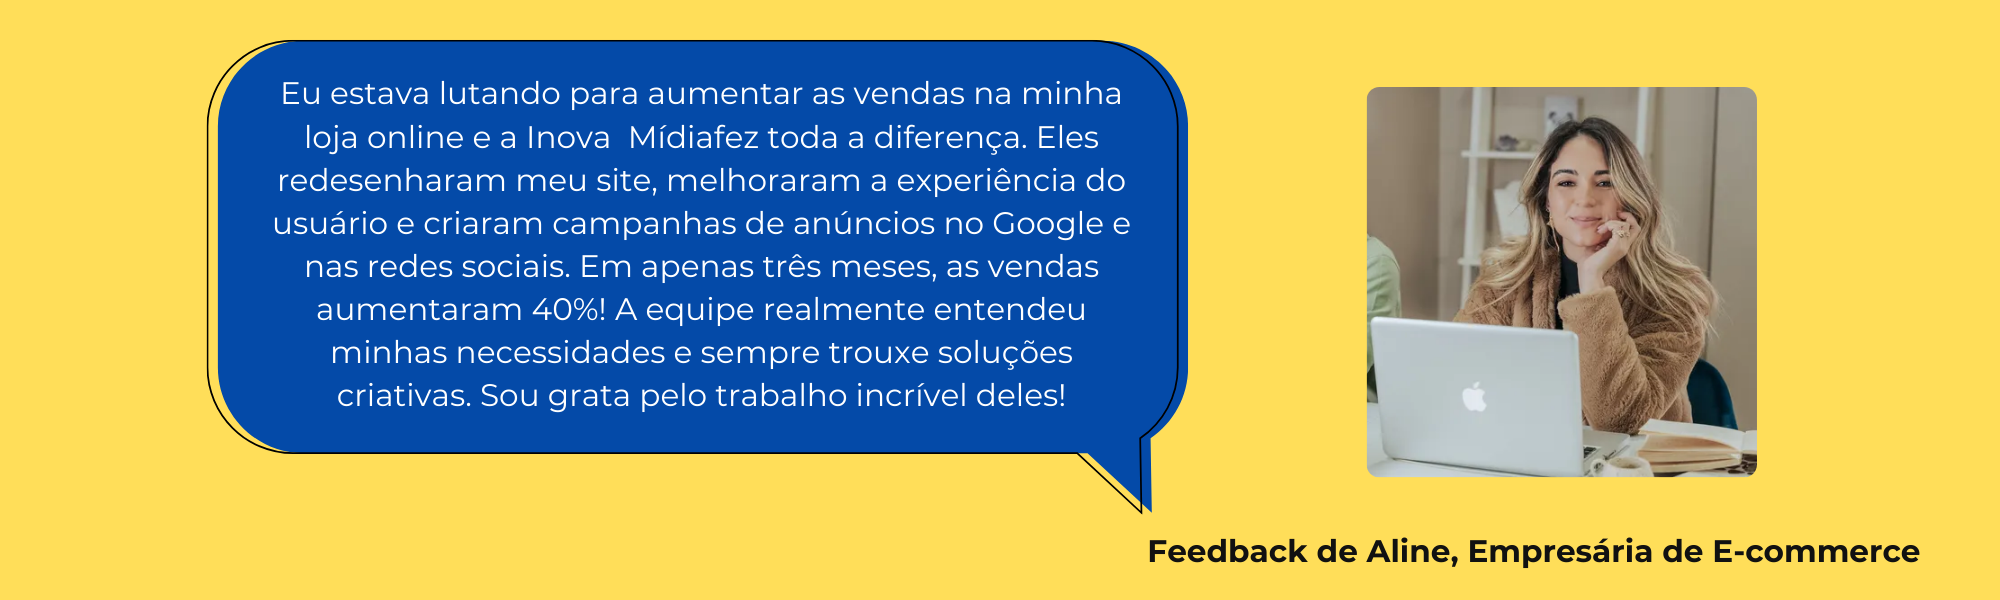 Eu estava lutando para aumentar as vendas na minha
loja online e a Inova  Mídiafez toda a diferença. Eles
redesenharam meu site, melhoraram a experiência do
usuário e criaram campanhas de anúncios no Google e
nas redes sociais. Em apenas três meses, as vendas
aumentaram 40%! A equipe realmente entendeu
minhas necessidades e sempre trouxe soluções
criativas. Sou grata pelo trabalho incrível deles!
Feedback de Aline, Empresária de E-commerce